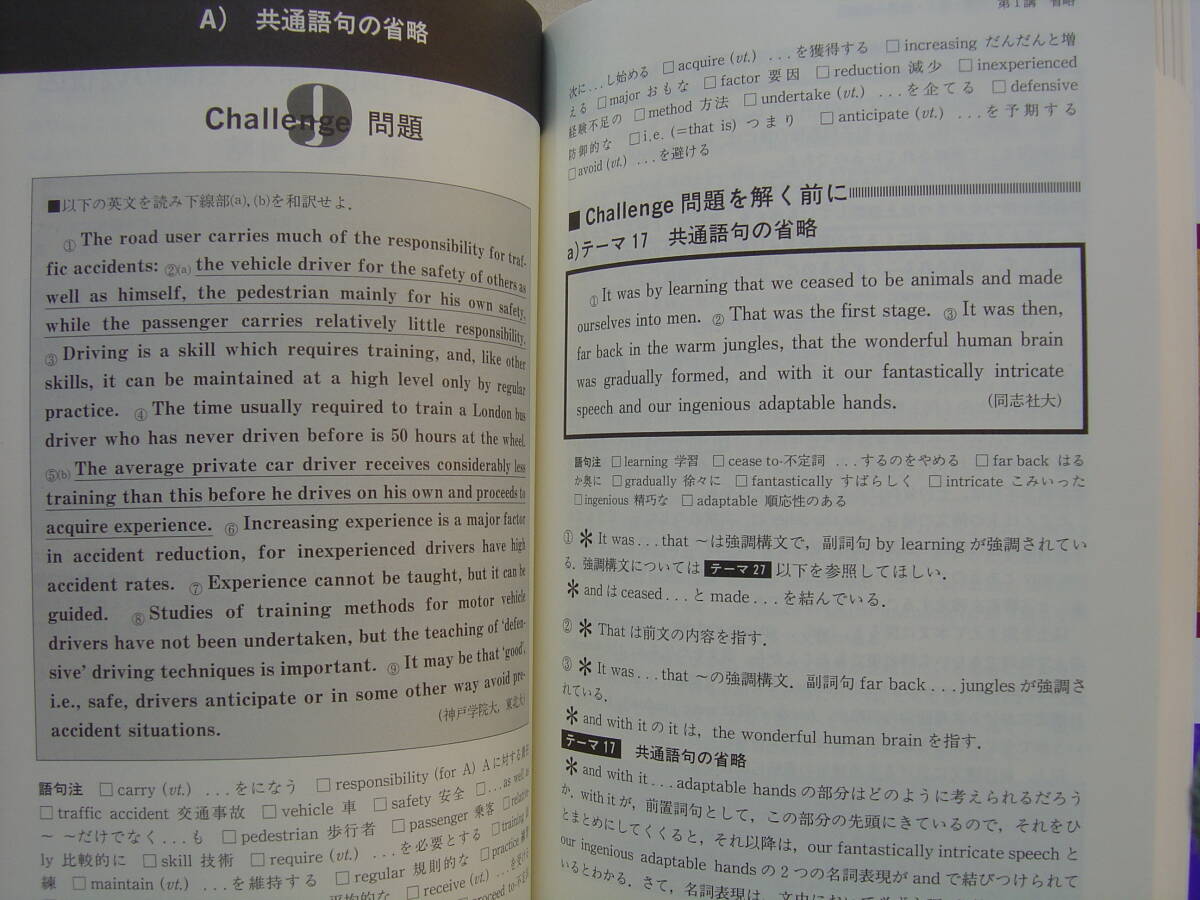 A) 共通語句の省略
Challenge 9 問題
■以下の英文を読み下線部(a), (b)を和訳せよ.
① The road user carries much of the responsibility for traf-
fic accidents: ②(a) the vehicle driver for the safety of others as
well as himself, the pedestrian mainly for his own safety,
while the passenger carries relatively little responsibility.
③ Driving is a skill which requires training, and, like other
skills, it can be maintained at a high level only by regular
practice. ④ The time usually required to train a London bus
driver who has never driven before is 50 hours at the wheel.
⑤(b) The average private car driver receives considerably less
training than this before he drives on his own and proceeds to
acquire experience. ⑥ Increasing experience is a major factor
in accident reduction, for inexperienced drivers have high
accident rates. ⑦ Experience cannot be taught, but it can be
guided. ⑧ Studies of training methods for motor vehicle
drivers have not been undertaken, but the teaching of 'defen-
sive' driving techniques is important. ⑨ It may be that 'good',
i.e., safe, drivers anticipate or in some other way avoid pre-
accident situations.
(神戸学院大, 東北大)
語句注 □ carry (vt.) ...をになう □ responsibility (for A) Aに対する責任
□ traffic accident 交通事故 □ vehicle 車 □ safety 安全 □ ...as well as
~ ~だけでなく...も □ pedestrian 歩行者 □ passenger 乗客 □ relative-
ly 比較的に □ skill 技術 □ require (vt.) ...を必要とする □ training 訓
練 □ maintain (vt.) ...を維持する □ regular 規則的な □ practice 練習
平均的な □ receive (vt.) ...を受ける
proceed to-不定詞
第1講 省略
次に...し始める □ acquire (vt.) ...を獲得する □ increasing だんだんと増
える □ major おもな □ factor 要因 □ reduction 減少 □ inexperienced
経験不足の □ method 方法 □ undertake (vt.) ...を企てる □ defensive
防御的な □ i.e. (=that is) つまり □ anticipate (vt.) ...を予期する
□ avoid (vt.) ...を避ける
■ Challenge 問題を解く前に
a) テーマ 17 共通語句の省略
① It was by learning that we ceased to be animals and made
ourselves into men. ② That was the first stage. ③ It was then,
far back in the warm jungles, that the wonderful human brain
was gradually formed, and with it our fantastically intricate
speech and our ingenious adaptable hands. (同志社大)
語句注 □ learning 学習 □ cease to-不定詞 ...するのをやめる □ far back はる
か奥に □ gradually 徐々に □ fantastically すばらしく □ intricate こみいった
□ ingenious 精巧な □ adaptable 順応性のある
① * It was...that ~は強調構文で, 副詞句 by learning が強調されてい
る. 強調構文については テーマ 27 以下を参照してほしい.
* and は ceased...と made...を結んでいる.
② * That は前文の内容を指す.
③ * It was...that ~の強調構文. 副詞句 far back...jungles が強調さ
れている.
* and with it の it は, the wonderful human brain を指す.
テーマ 17 共通語句の省略
* and with it...adaptable hands の部分はどのように考えられるだろう
か. with it が, 前置詞句として, この部分の先頭にきているので, それをひ
とまとめにしてくくると, それ以降は, our fantastically intricate speech と
our ingenious adaptable hands の2つの名詞表現が and で結びつけられて
いるとわかる. さて, 名詞表現は, 文中において